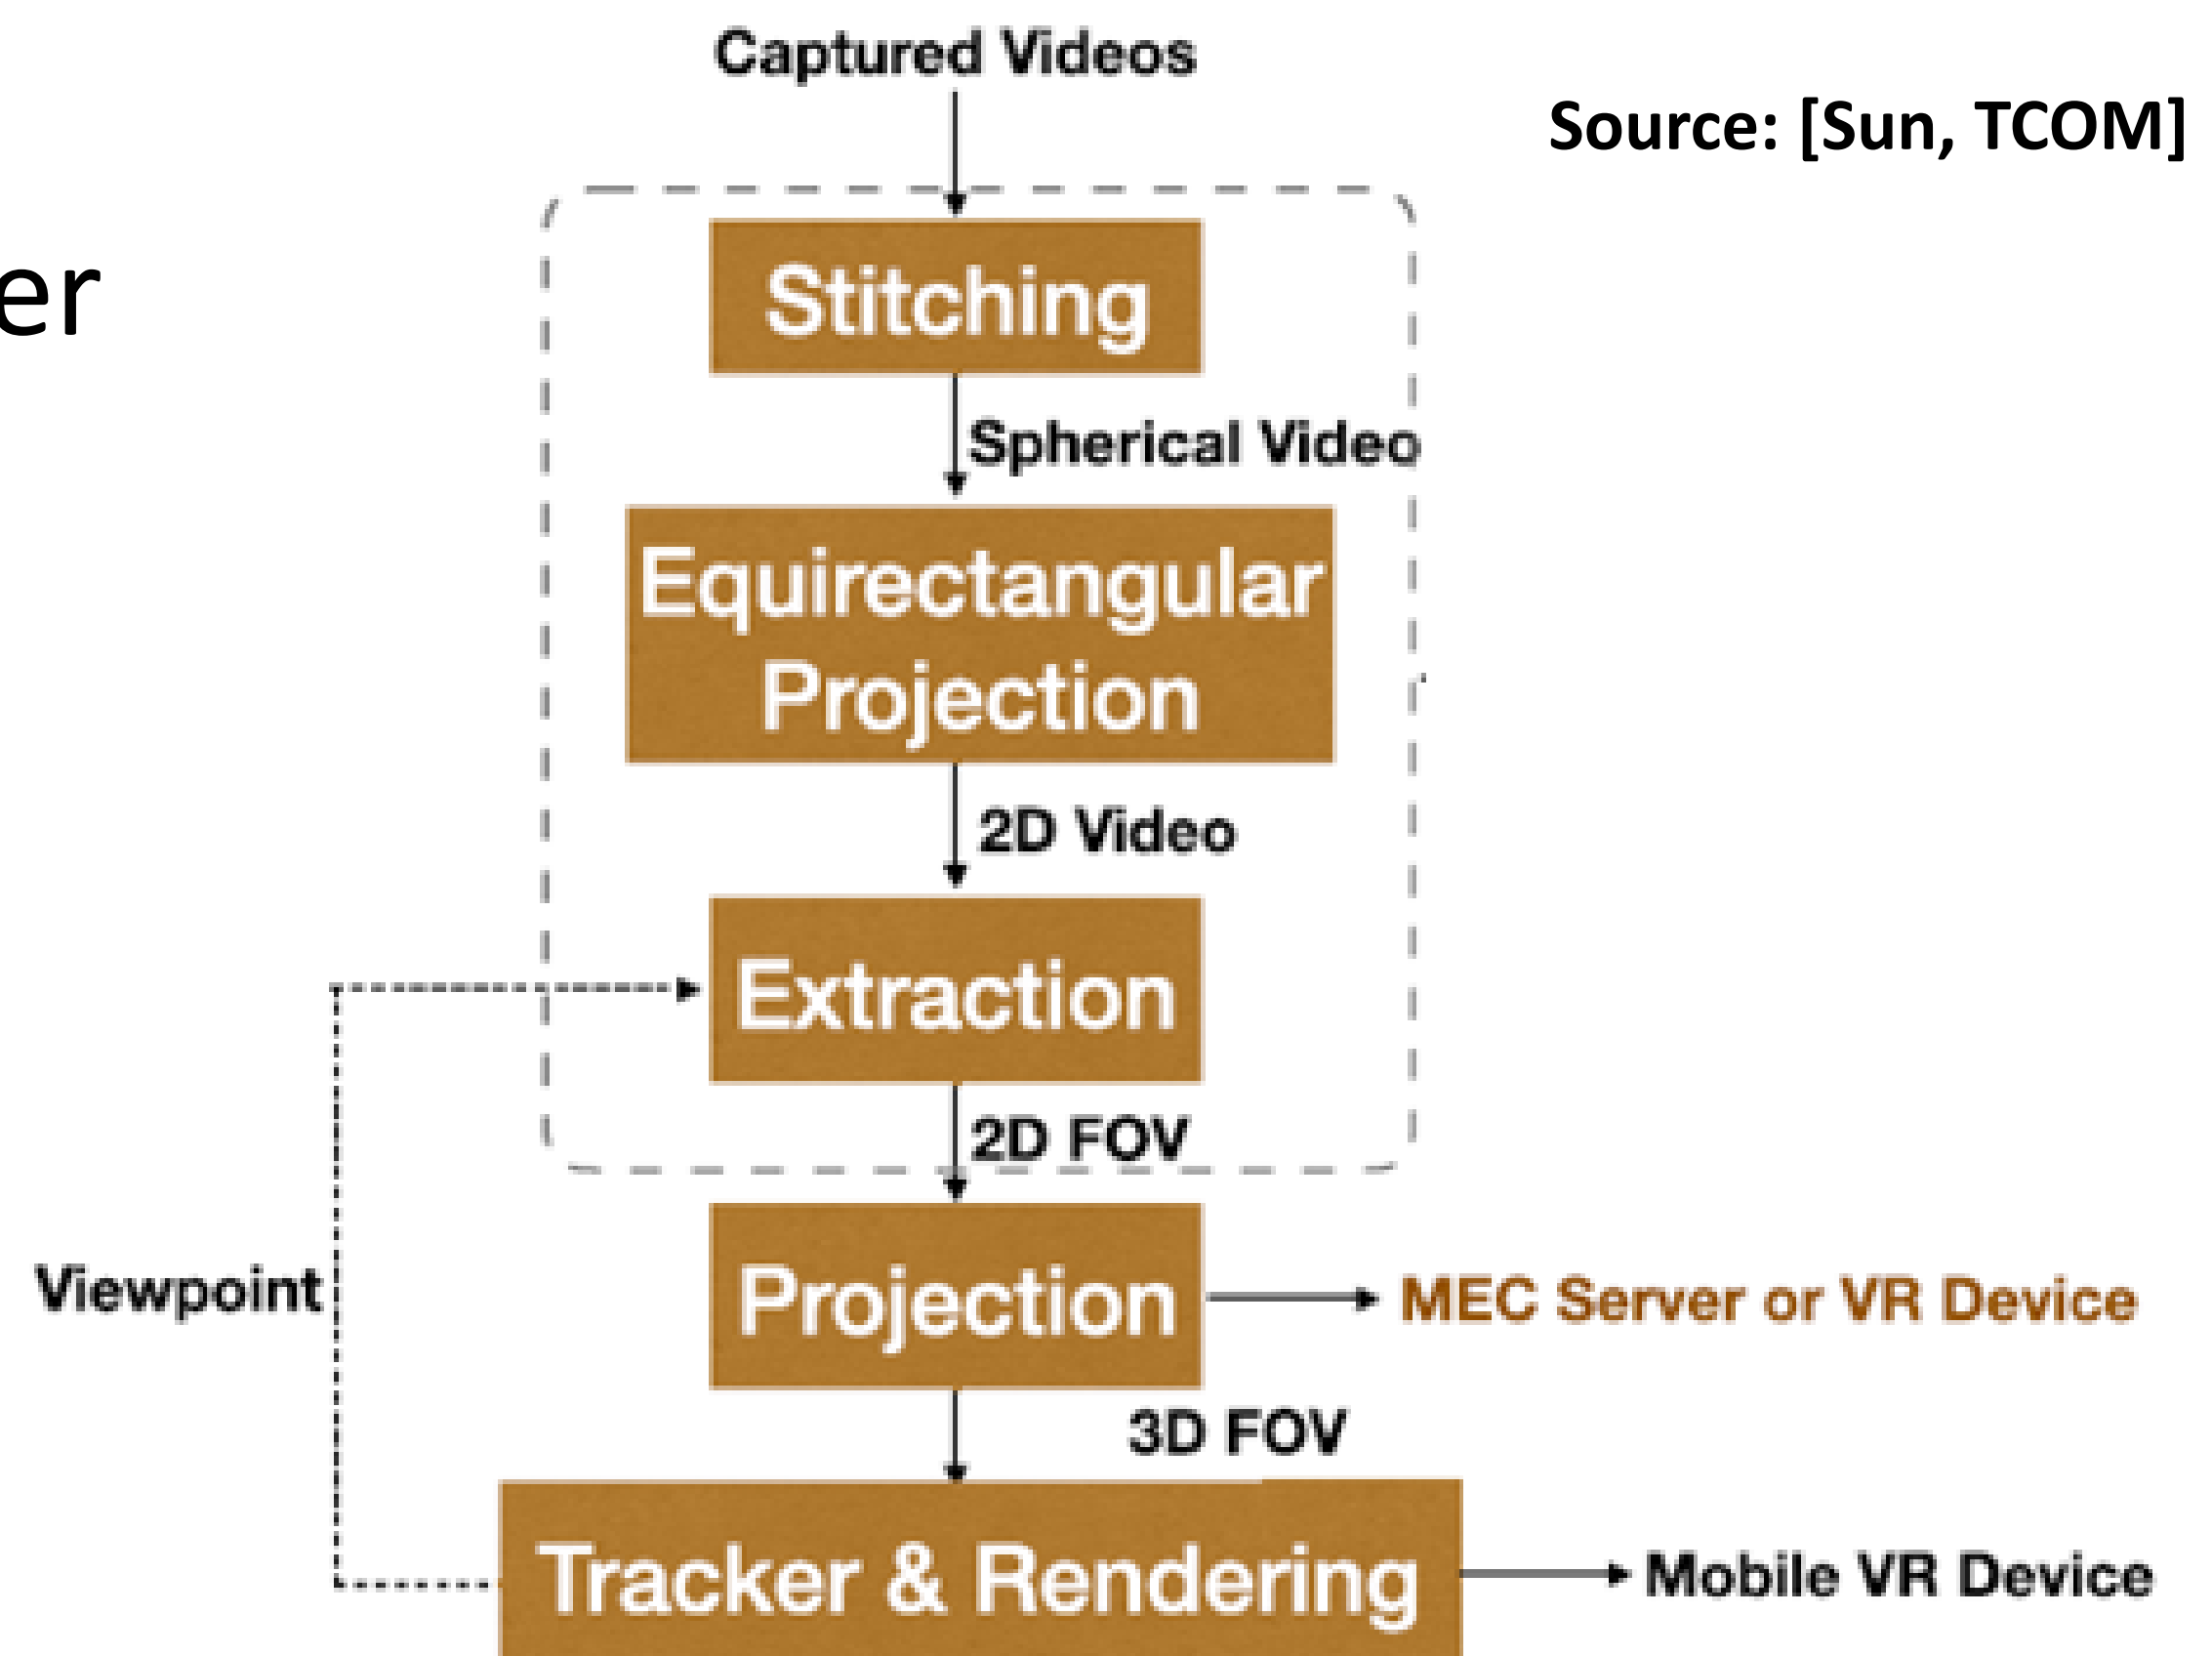 Captured Videos
Source: [Sun, TCOM]
er
Stitching
Spherical Video
Equirectangular
Projection
2D Video
Extraction
2D FOV
Projection
Viewpoint
MEC Server or VR Device
3D FOV
Tracker & Rendering
Mobile VR Device